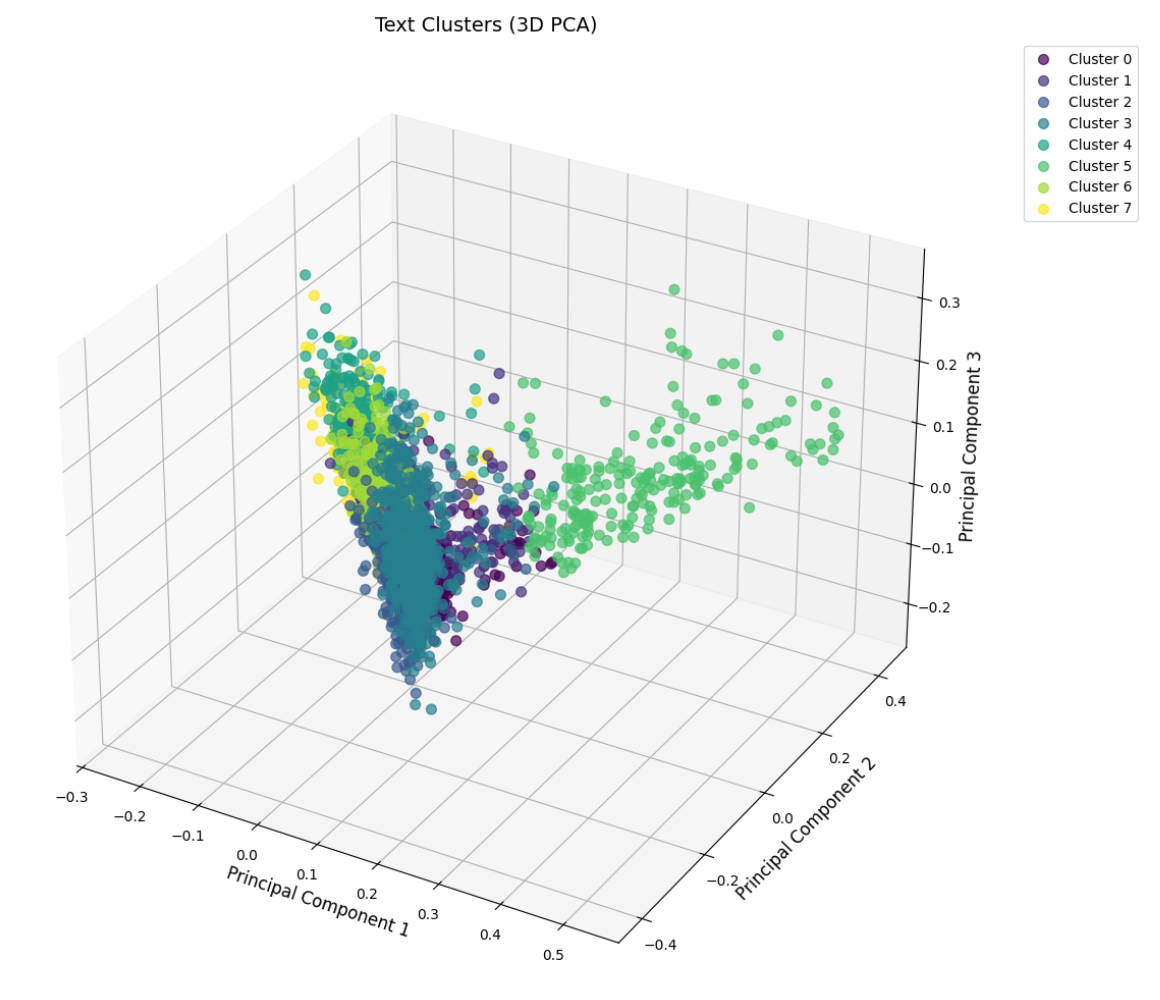 Text Clusters (3D PCA)
Cluster 0
Cluster 1
Cluster 2
Cluster 3
Cluster 4
Cluster 5
Cluster 6
Cluster 7
0.3
0.2
0.1
0.0
−0.1
−0.2
Principal Component 3
0.4
0.2
0.0
−0.2
−0.4
Principal Component 2
−0.3
−0.2
−0.1
0.0
0.1
0.2
0.3
0.4
0.5
Principal Component 1